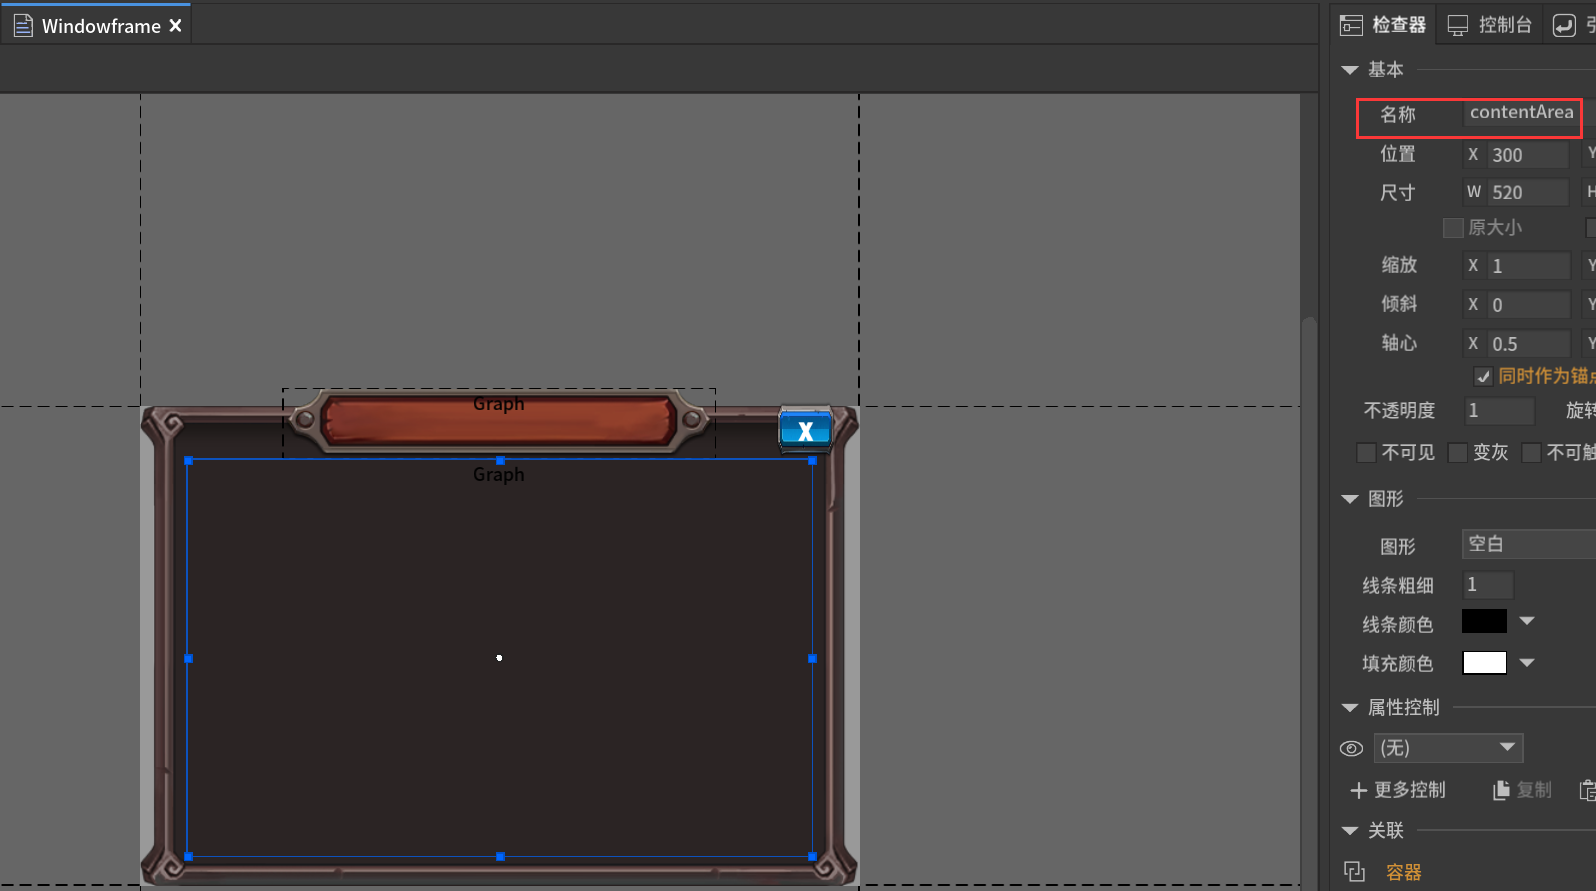 Windowframe
检查器 控制台
基本
名称 contentArea
位置 X 300 Y
尺寸 W 520 H
原大小
缩放 X 1 Y
倾斜 X 0 Y
轴心 X 0.5 Y
同时作为锚点
不透明度 1 旋转
不可见 变灰 不可触
图形
图形 空白
线条粗细 1
线条颜色
填充颜色
属性控制
(无)
更多控制 复制
关联
容器
Graph
X
Graph